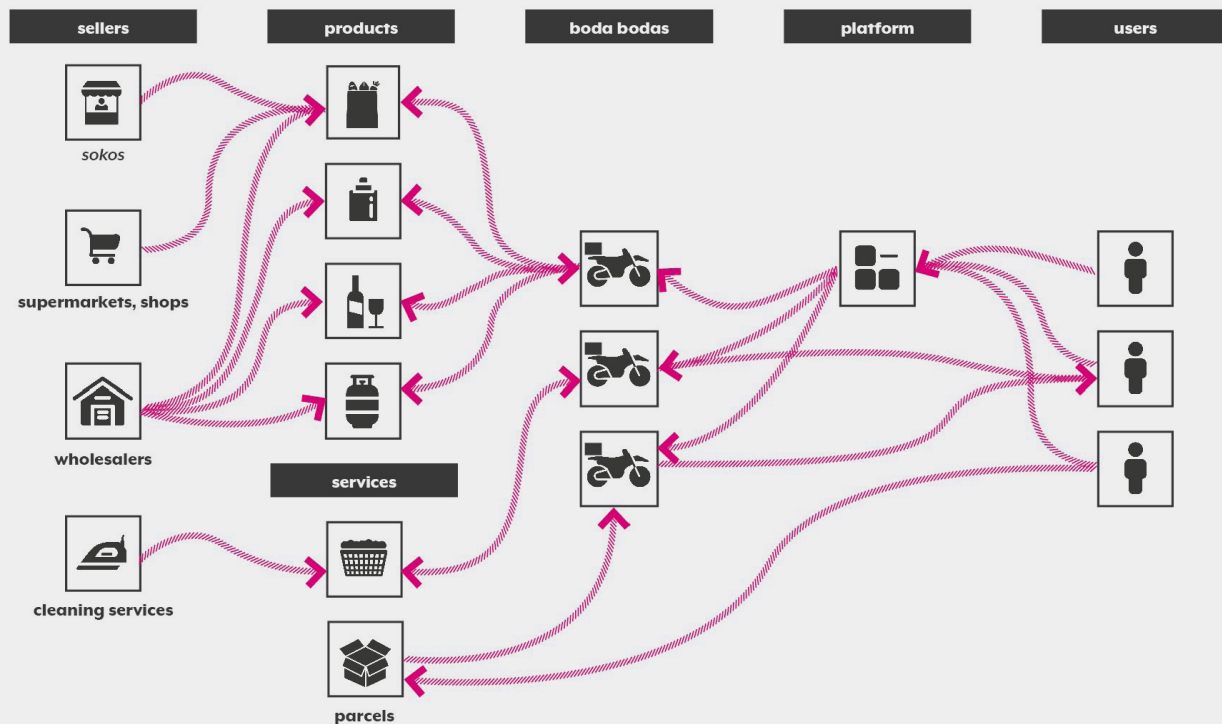 sellers
products
boda bodas
platform
users
sokos
supermarkets, shops
wholesalers
services
cleaning services
parcels